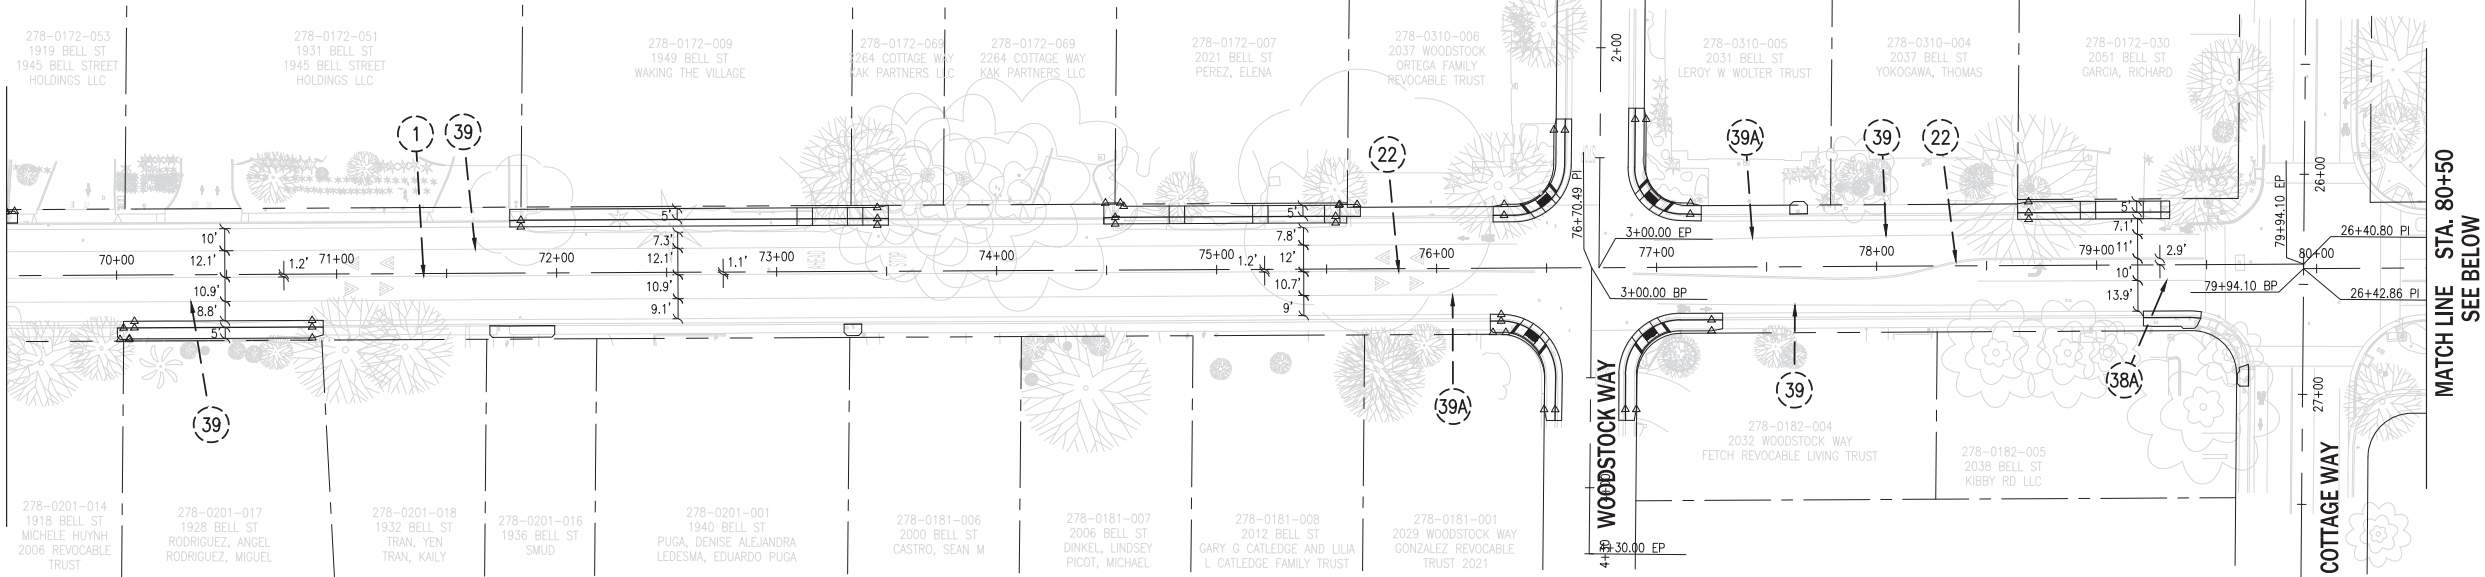 278-0172-053
1919 BELL ST
1945 BELL STREET
HOLDINGS LLC
278-0172-051
1931 BELL ST
1945 BELL STREET
HOLDINGS LLC
278-0172-009
1949 BELL ST
WAKING THE VILLAGE
278-0172-069
2264 COTTAGE WAY
KAK PARTNERS LLC
278-0172-069
2264 COTTAGE WAY
KAK PARTNERS LLC
278-0172-007
2021 BELL ST
PEREZ, ELENA
278-0310-006
2037 WOODSTOCK
ORTEGA FAMILY
REVOCABLE TRUST
2+00
278-0310-005
2031 BELL ST
LEROY W WOLTER TRUST
278-0310-004
2037 BELL ST
YOKOGAWA, THOMAS
278-0172-030
2051 BELL ST
GARCIA, RICHARD
1
39
22
39A
39
22
76+70.49 PI
79+94.10 EP
26+00
MATCH LINE STA. 80+50
SEE BELOW
5'
5'
5'
10'
7.3'
7.8'
7.1'
3+00.00 EP
26+40.80 PI
70+00
12.1'
1.2'
71+00
72+00
12.1'
1.1'
73+00
AHEAD
STOP
74+00
75+00
1.2'
12'
76+00
77+00
78+00
79+00
11'
2.9'
80+00
10.9'
10.9'
10.7'
10'
3+00.00 BP
79+94.10 BP
26+42.86 PI
8.8'
9.1'
9'
13.9'
5'
39
39A
39
38A
27+00
WOODSTOCK WAY
COTTAGE WAY
278-0182-004
2032 WOODSTOCK WAY
FETCH REVOCABLE LIVING TRUST
278-0182-005
2038 BELL ST
KIBBY RD LLC
278-0201-014
1918 BELL ST
MICHELE HUYNH
2006 REVOCABLE
TRUST
278-0201-017
1928 BELL ST
RODRIGUEZ, ANGEL
RODRIGUEZ, MIGUEL
278-0201-018
1932 BELL ST
TRAN, YEN
TRAN, KAILY
278-0201-016
1936 BELL ST
SMUD
278-0201-001
1940 BELL ST
PUGA, DENISE ALEJANDRA
LEDESMA, EDUARDO PUGA
278-0181-006
2000 BELL ST
CASTRO, SEAN M
278-0181-007
2006 BELL ST
DINKEL, LINDSEY
PICOT, MICHAEL
278-0181-008
2012 BELL ST
GARY G CATLEDGE AND LILIA
L CATLEDGE FAMILY TRUST
278-0181-001
2029 WOODSTOCK WAY
GONZALEZ REVOCABLE
TRUST 2021